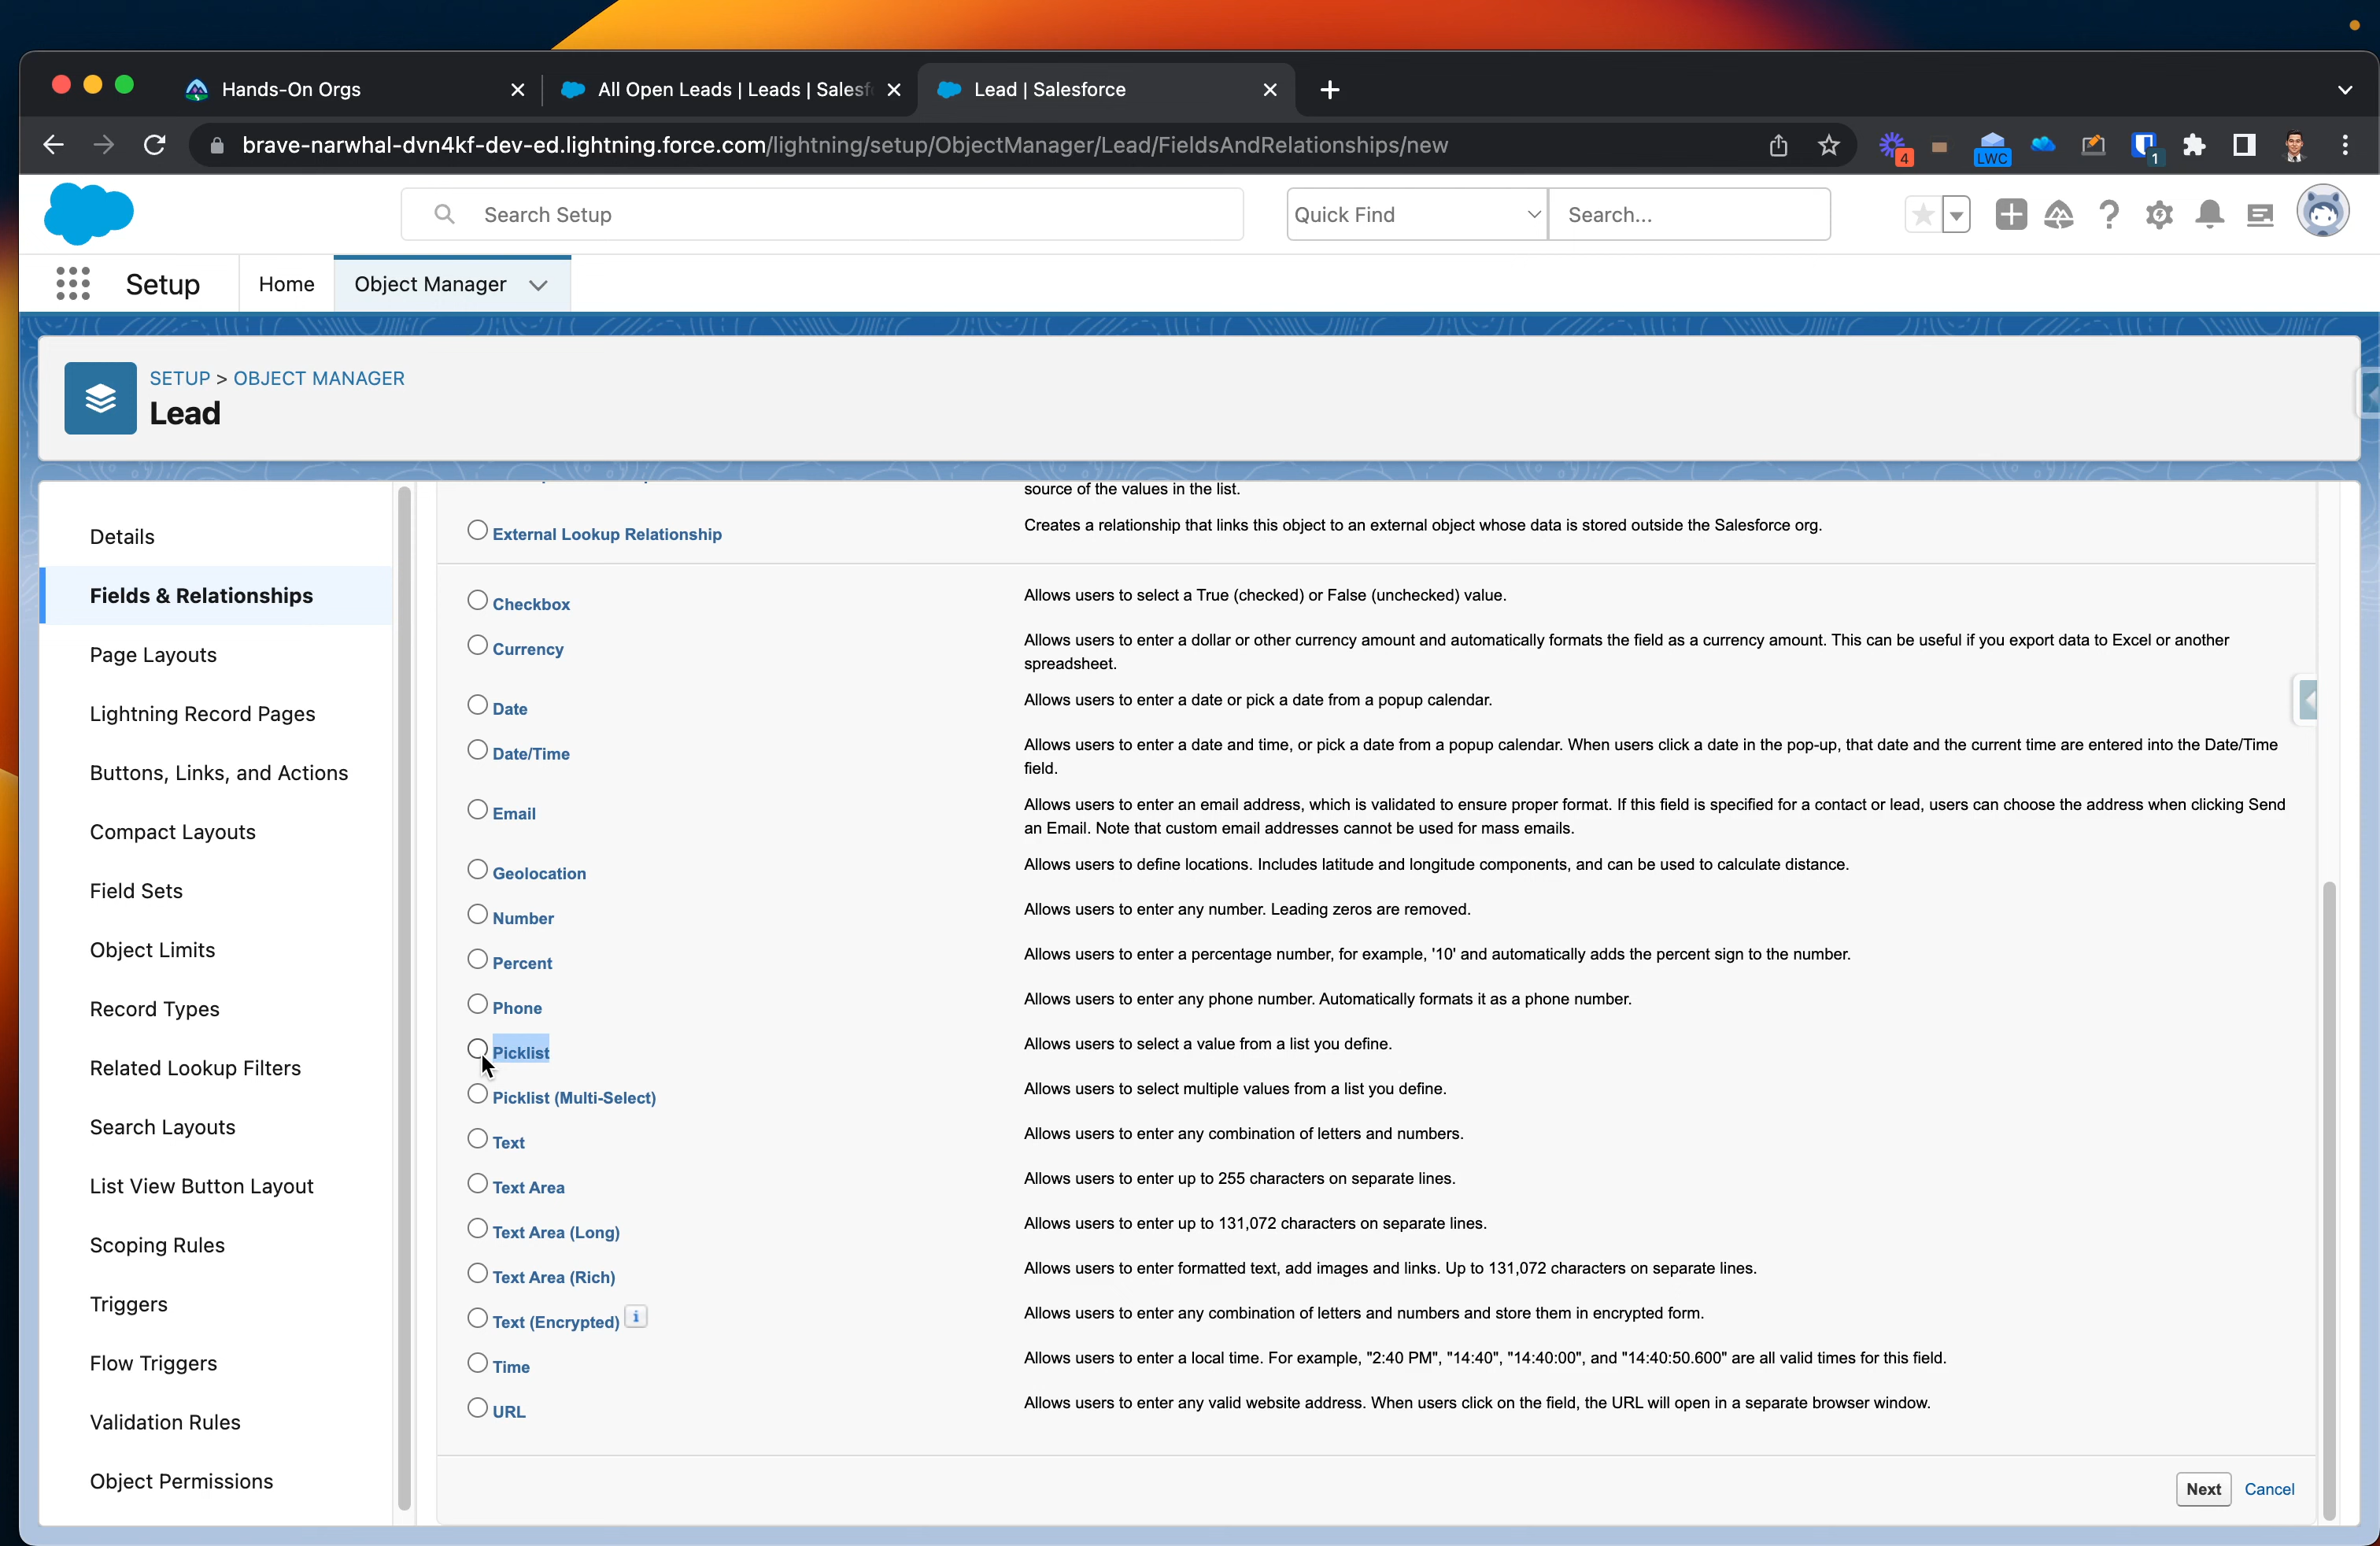 Hands-On Orgs
All Open Leads | Leads | Salesf
Lead | Salesforce
brave-narwhal-dvn4kf-dev-ed.lightning.force.com/lightning/setup/ObjectManager/Lead/FieldsAndRelationships/new
4
LWC
1
Search Setup
Quick Find
Search...
Setup
Home
Object Manager
SETUP > OBJECT MANAGER
Lead
Details
Fields & Relationships
Page Layouts
Lightning Record Pages
Buttons, Links, and Actions
Compact Layouts
Field Sets
Object Limits
Record Types
Related Lookup Filters
Search Layouts
List View Button Layout
Scoping Rules
Triggers
Flow Triggers
Validation Rules
Object Permissions
source of the values in the list.
External Lookup Relationship
Creates a relationship that links this object to an external object whose data is stored outside the Salesforce org.
Checkbox
Allows users to select a True (checked) or False (unchecked) value.
Currency
Allows users to enter a dollar or other currency amount and automatically formats the field as a currency amount. This can be useful if you export data to Excel or another
spreadsheet.
Date
Allows users to enter a date or pick a date from a popup calendar.
Date/Time
Allows users to enter a date and time, or pick a date from a popup calendar. When users click a date in the pop-up, that date and the current time are entered into the Date/Time
field.
Email
Allows users to enter an email address, which is validated to ensure proper format. If this field is specified for a contact or lead, users can choose the address when clicking Send
an Email. Note that custom email addresses cannot be used for mass emails.
Geolocation
Allows users to define locations. Includes latitude and longitude components, and can be used to calculate distance.
Number
Allows users to enter any number. Leading zeros are removed.
Percent
Allows users to enter a percentage number, for example, '10' and automatically adds the percent sign to the number.
Phone
Allows users to enter any phone number. Automatically formats it as a phone number.
Picklist
Allows users to select a value from a list you define.
Picklist (Multi-Select)
Allows users to select multiple values from a list you define.
Text
Allows users to enter any combination of letters and numbers.
Text Area
Allows users to enter up to 255 characters on separate lines.
Text Area (Long)
Allows users to enter up to 131,072 characters on separate lines.
Text Area (Rich)
Allows users to enter formatted text, add images and links. Up to 131,072 characters on separate lines.
Text (Encrypted) i
Allows users to enter any combination of letters and numbers and store them in encrypted form.
Time
Allows users to enter a local time. For example, "2:40 PM", "14:40", "14:40:00", and "14:40:50.600" are all valid times for this field.
URL
Allows users to enter any valid website address. When users click on the field, the URL will open in a separate browser window.
Next
Cancel